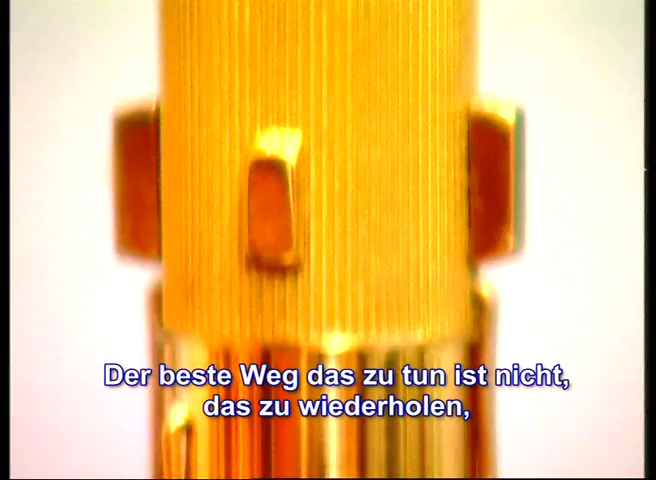 Der beste Weg das zu tun ist nicht,
das zu wiederholen,